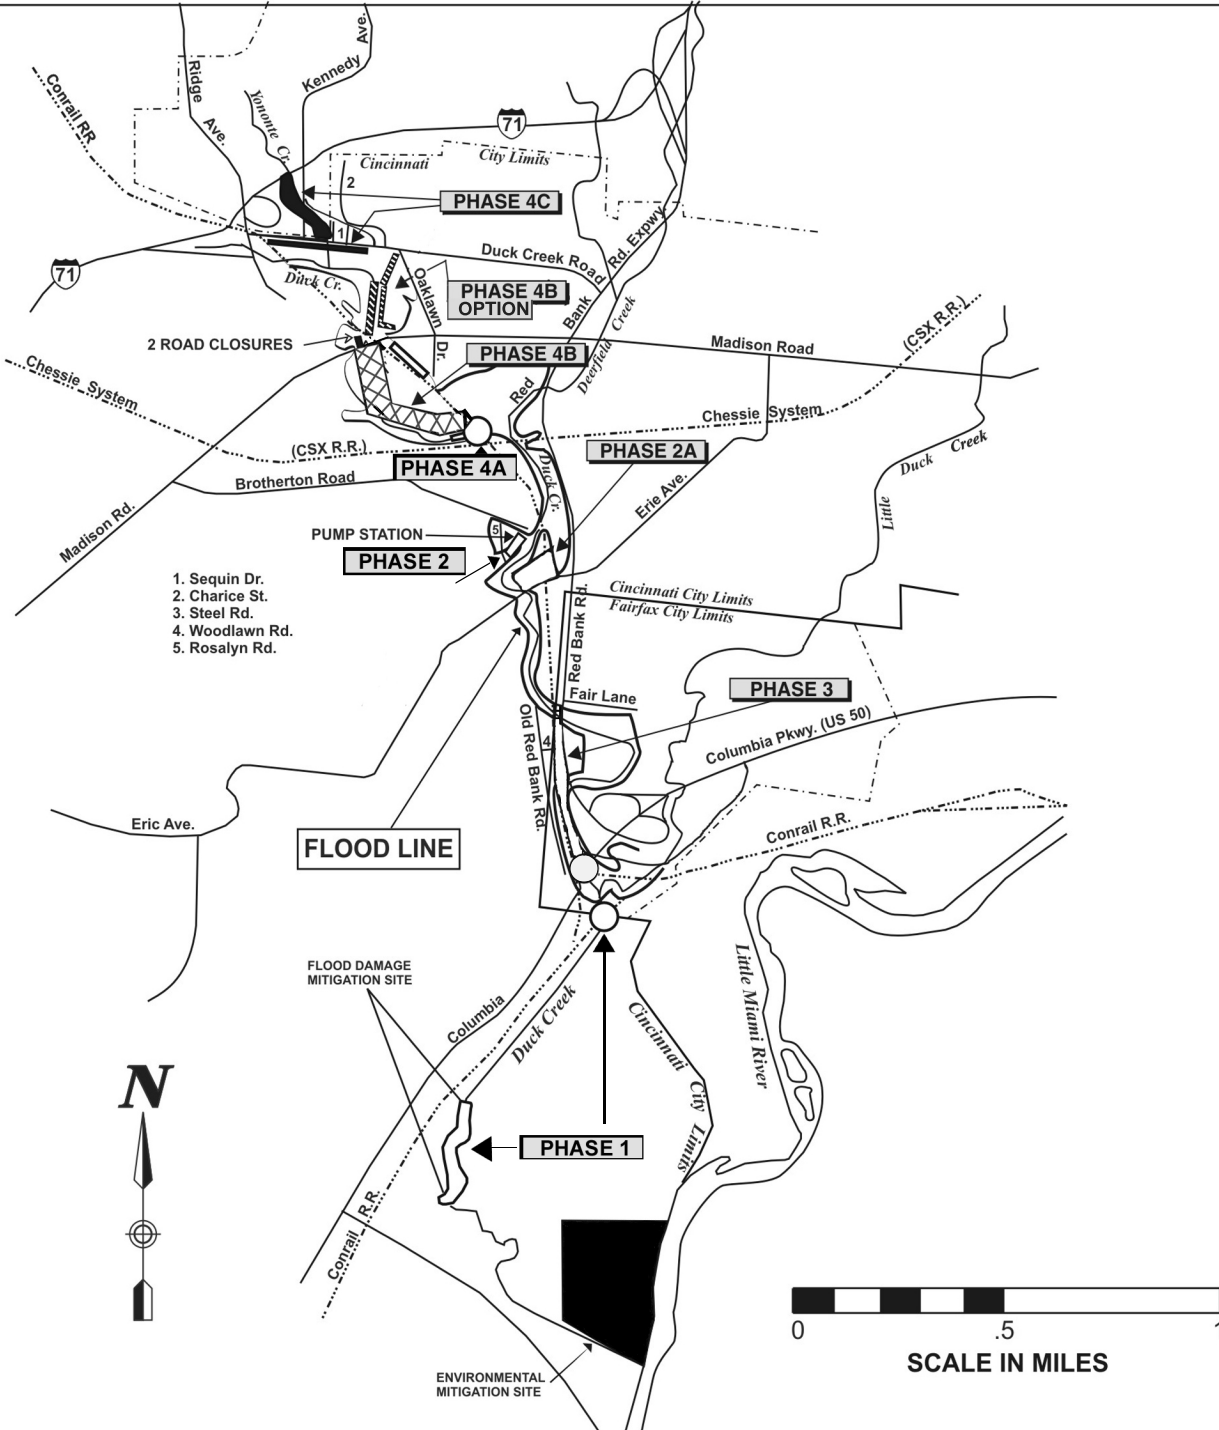 Ridge
Ave.
Kennedy
Ave.
Conrail RR
Yononte Cr.
71
Cincinnati
City Limits
2
PHASE 4C
1
Duck Creek Road
Rd. Expwy.
71
Duck Cr.
Oaklawn
Dr.
PHASE 4B
OPTION
Bank
Deerfield
Creek
(CSX R.R.)
2 ROAD CLOSURES
PHASE 4B
Madison Road
Chessie System
Red
Chessie System
(CSX R.R.)
PHASE 2A
Duck Creek
PHASE 4A
Brotherton Road
Duck Cr.
Erie Ave.
Little
Madison Rd.
PUMP STATION
5
PHASE 2
1. Sequin Dr.
2. Charice St.
3. Steel Rd.
4. Woodlawn Rd.
5. Rosalyn Rd.
Cincinnati City Limits
Fairfax City Limits
Red Bank Rd.
Fair Lane
PHASE 3
Old Red Bank Rd.
4
Columbia Pkwy. (US 50)
Eric Ave.
FLOOD LINE
Conrail R.R.
FLOOD DAMAGE
MITIGATION SITE
Columbia
Duck Creek
Cincinnati
City Limits
Little Miami River
N
PHASE 1
Conrail R.R.
ENVIRONMENTAL
MITIGATION SITE
0 .5 1
SCALE IN MILES